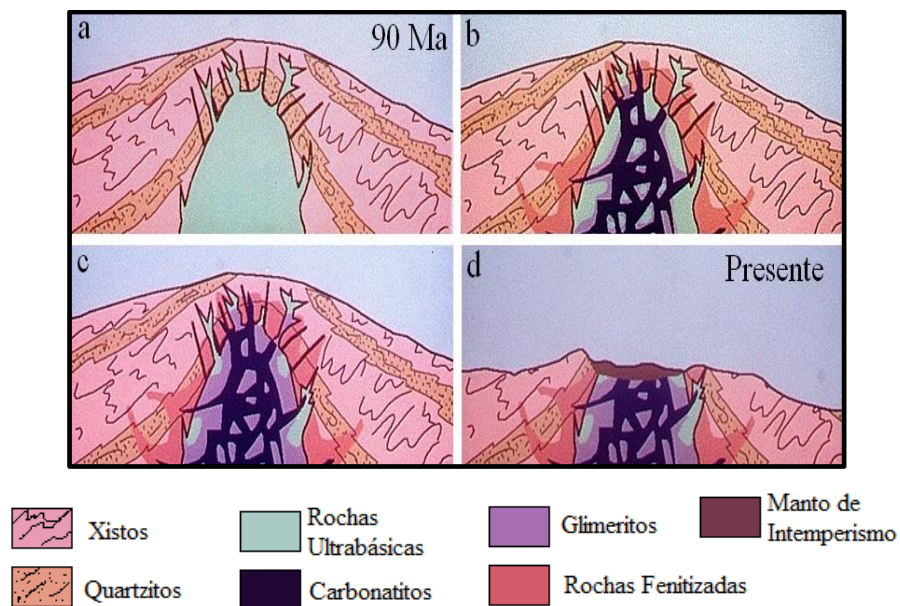 a
90 Ma
b
c
d
Presente
Xistos
Rochas
Ultrabásicas
Glimeritos
Manto de
Intemperismo
Quartzitos
Carbonatitos
Rochas Fenitizadas